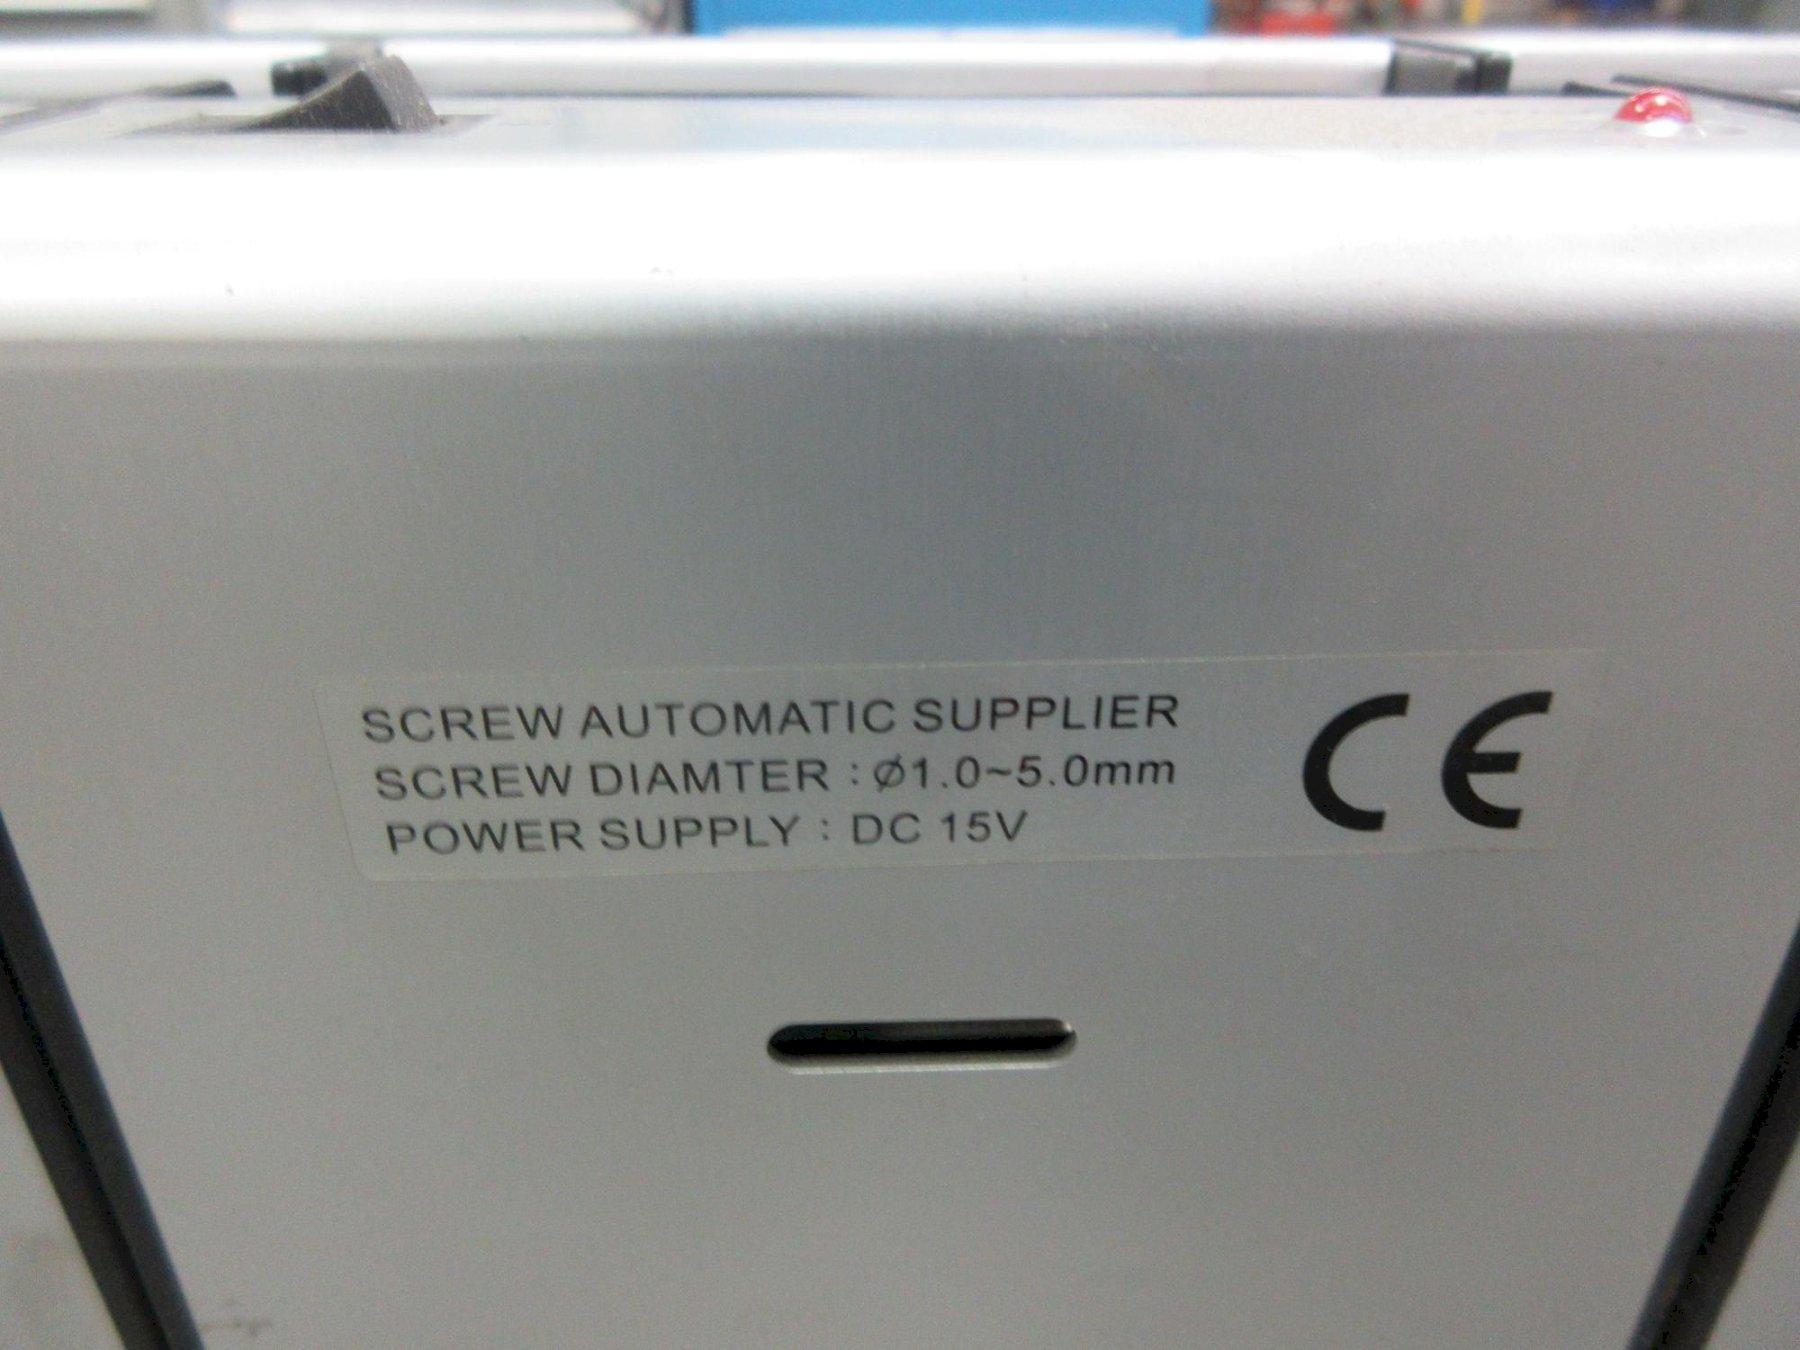 SCREW AUTOMATIC SUPPLIER
SCREW DIAMTER : Ø1.0~5.0mm
POWER SUPPLY : DC 15V
CE